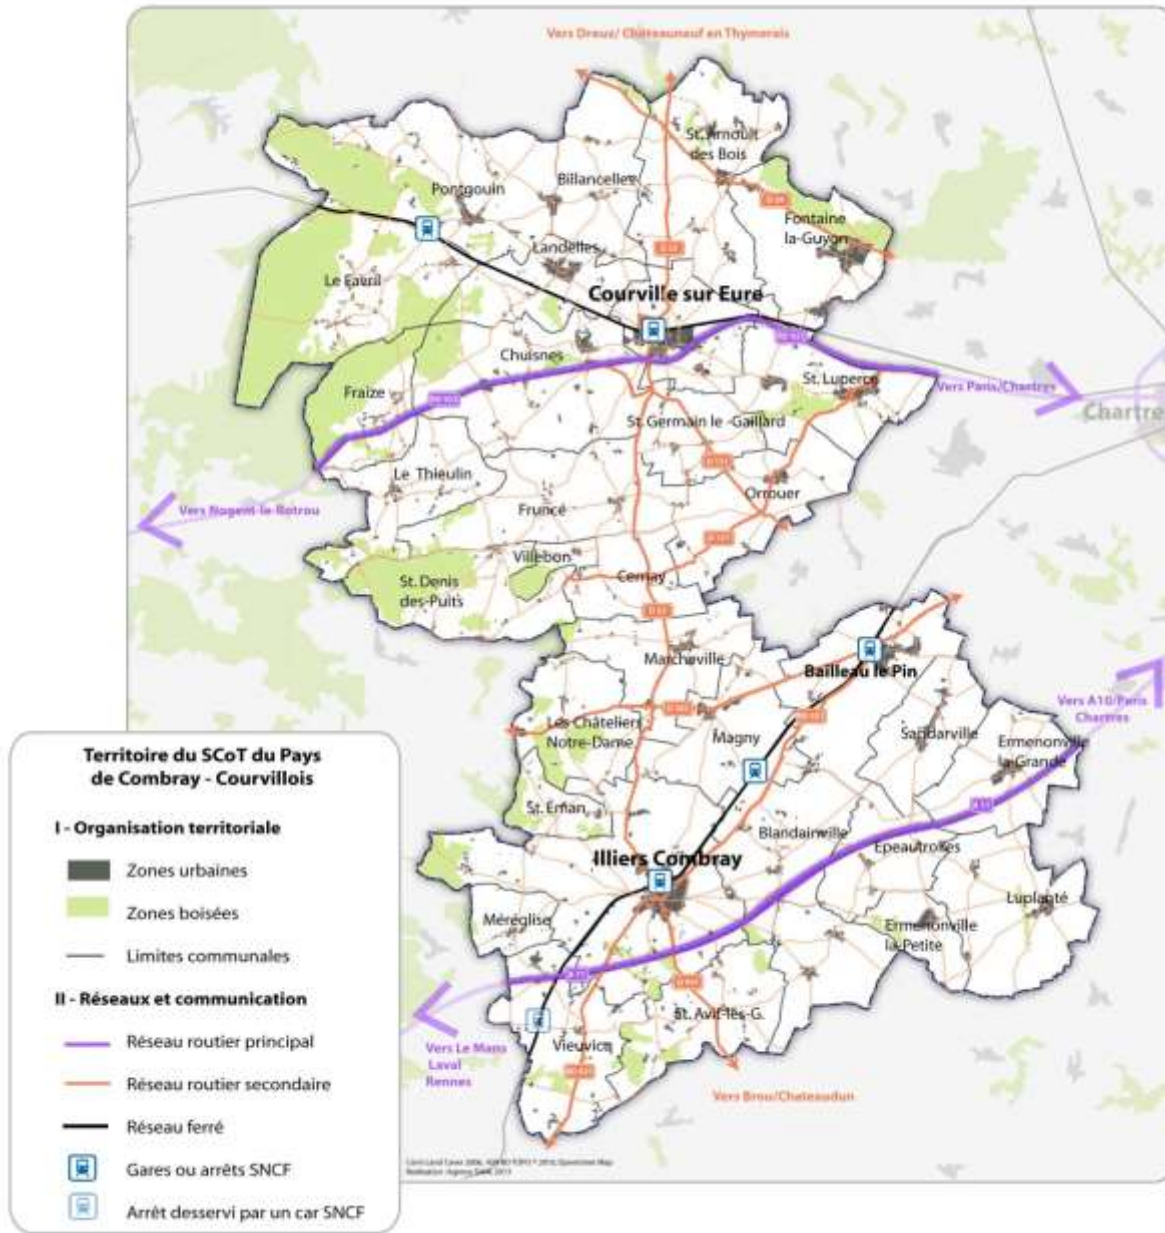 Vers Dreux/ Châteauneuf en Thymerais
St. Arnoult
des Bois
Pontgouin
Billancelles
Fontaine
la-Guyon
Landelles
Le Favril
Courville sur Eure
Chuisnes
St. Luperce
Vers Paris/Chartres
Fraize
Chartre
St. Germain le -Gaillard
Le Thieulin
Orrouer
Vers Nogent-le-Rotrou
Fruncé
Villebon
St. Denis
des-Puits
Cernay
Marcheville
Bailleau le Pin
Vers A10/Paris
Chartres
Les Châteliers
Notre-Dame
Magny
Sandarville
Ermenonville
la-Grande
St. Eman
Blandainville
Epeautrolles
Illiers Combray
Luplanté
Méréglise
Ermenonville
la-Petite
St. Avit-les-G.
Vieuvicq
Vers Le Mans
Laval
Rennes
Vers Brou/Chateaudun
Territoire du SCoT du Pays
de Combray - Courvillois
I - Organisation territoriale
Zones urbaines
Zones boisées
Limites communales
II - Réseaux et communication
Réseau routier principal
Réseau routier secondaire
Réseau ferré
Gares ou arrêts SNCF
Arrêt desservi par un car SNCF